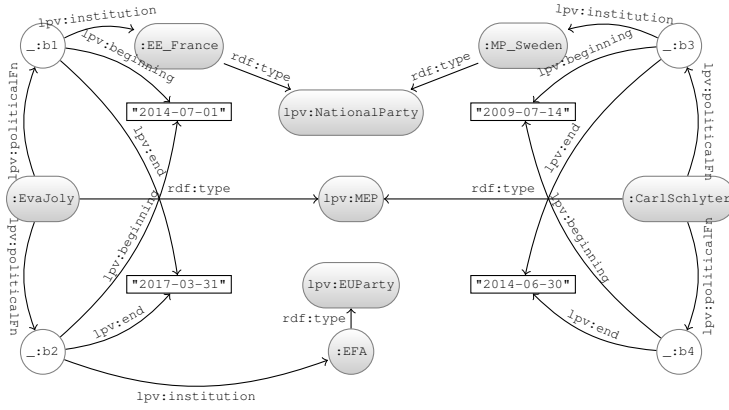 lpv:institution
lpv:institution
_:b1
:EE_France
:MP_Sweden
_:b3
lpv:beginning
lpv:beginning
rdf:type
rdf:type
lpv:politicalFn
lpv:politicalFn
"2014-07-01"
lpv:NationalParty
"2009-07-14"
lpv:end
lpv:end
:EvaJoly
rdf:type
lpv:MEP
rdf:type
:CarlSchlyter
lpv:politicalFn
lpv:beginning
lpv:beginning
lpv:politicalFn
"2017-03-31"
lpv:EUParty
"2014-06-30"
lpv:end
rdf:type
lpv:end
_:b2
:EFA
_:b4
lpv:institution